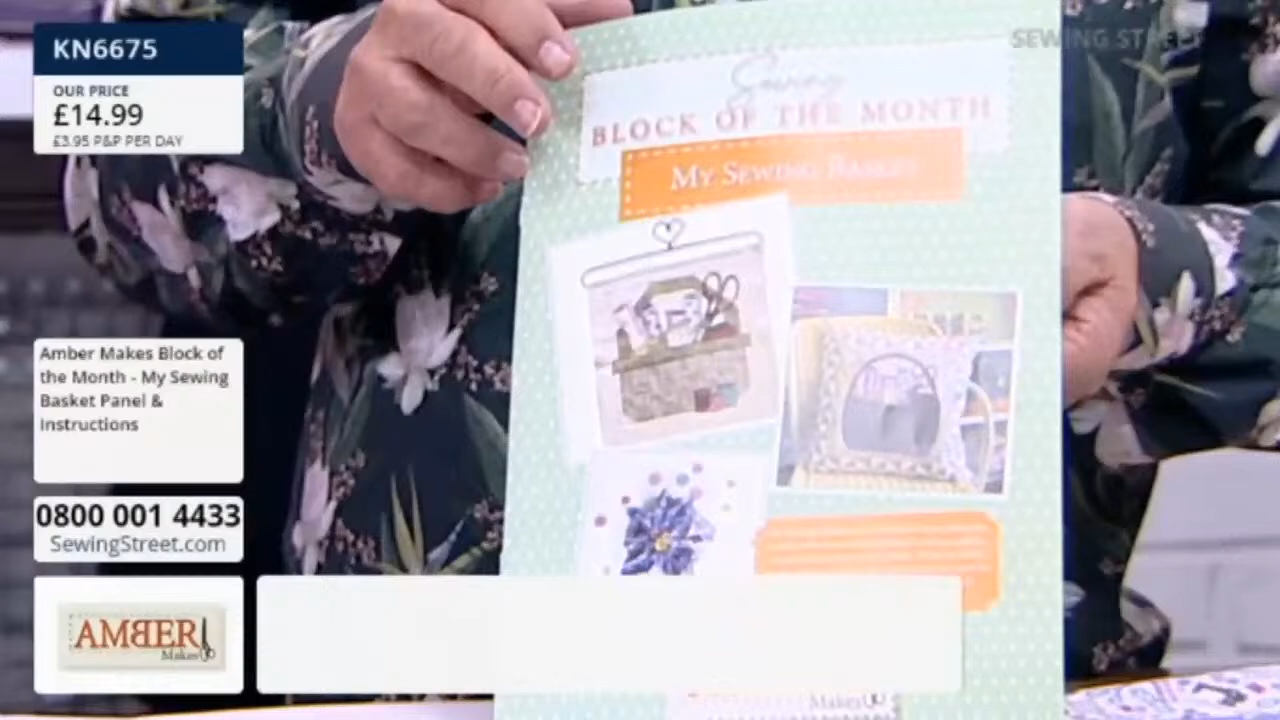 KN6675
OUR PRICE
£14.99
£3.95 P&P PER DAY
SEWING STREET
Sewing
BLOCK OF THE MONTH
MY SEWING BASKET
Amber Makes Block of
the Month - My Sewing
Basket Panel &
Instructions
0800 001 4433
SewingStreet.com
AMBER
Makes
Makes